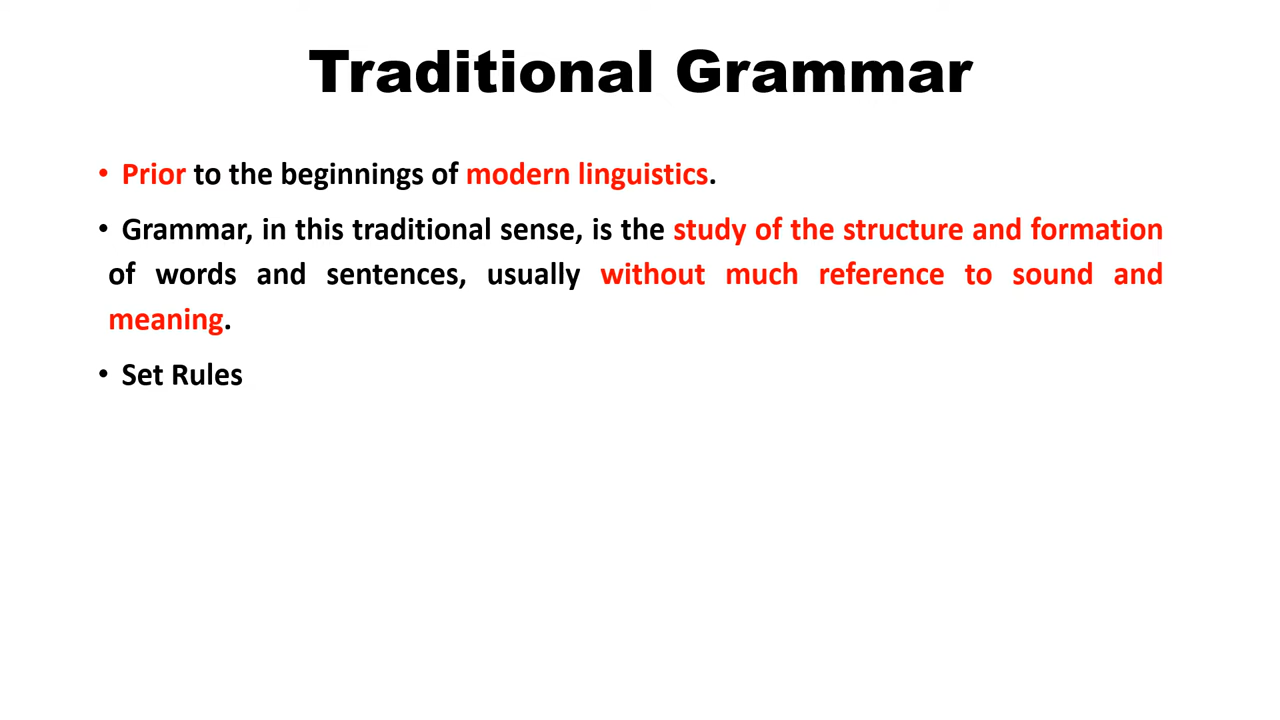 Traditional Grammar
• Prior to the beginnings of modern linguistics.
• Grammar, in this traditional sense, is the study of the structure and formation
of words and sentences, usually without much reference to sound and
meaning.
• Set Rules